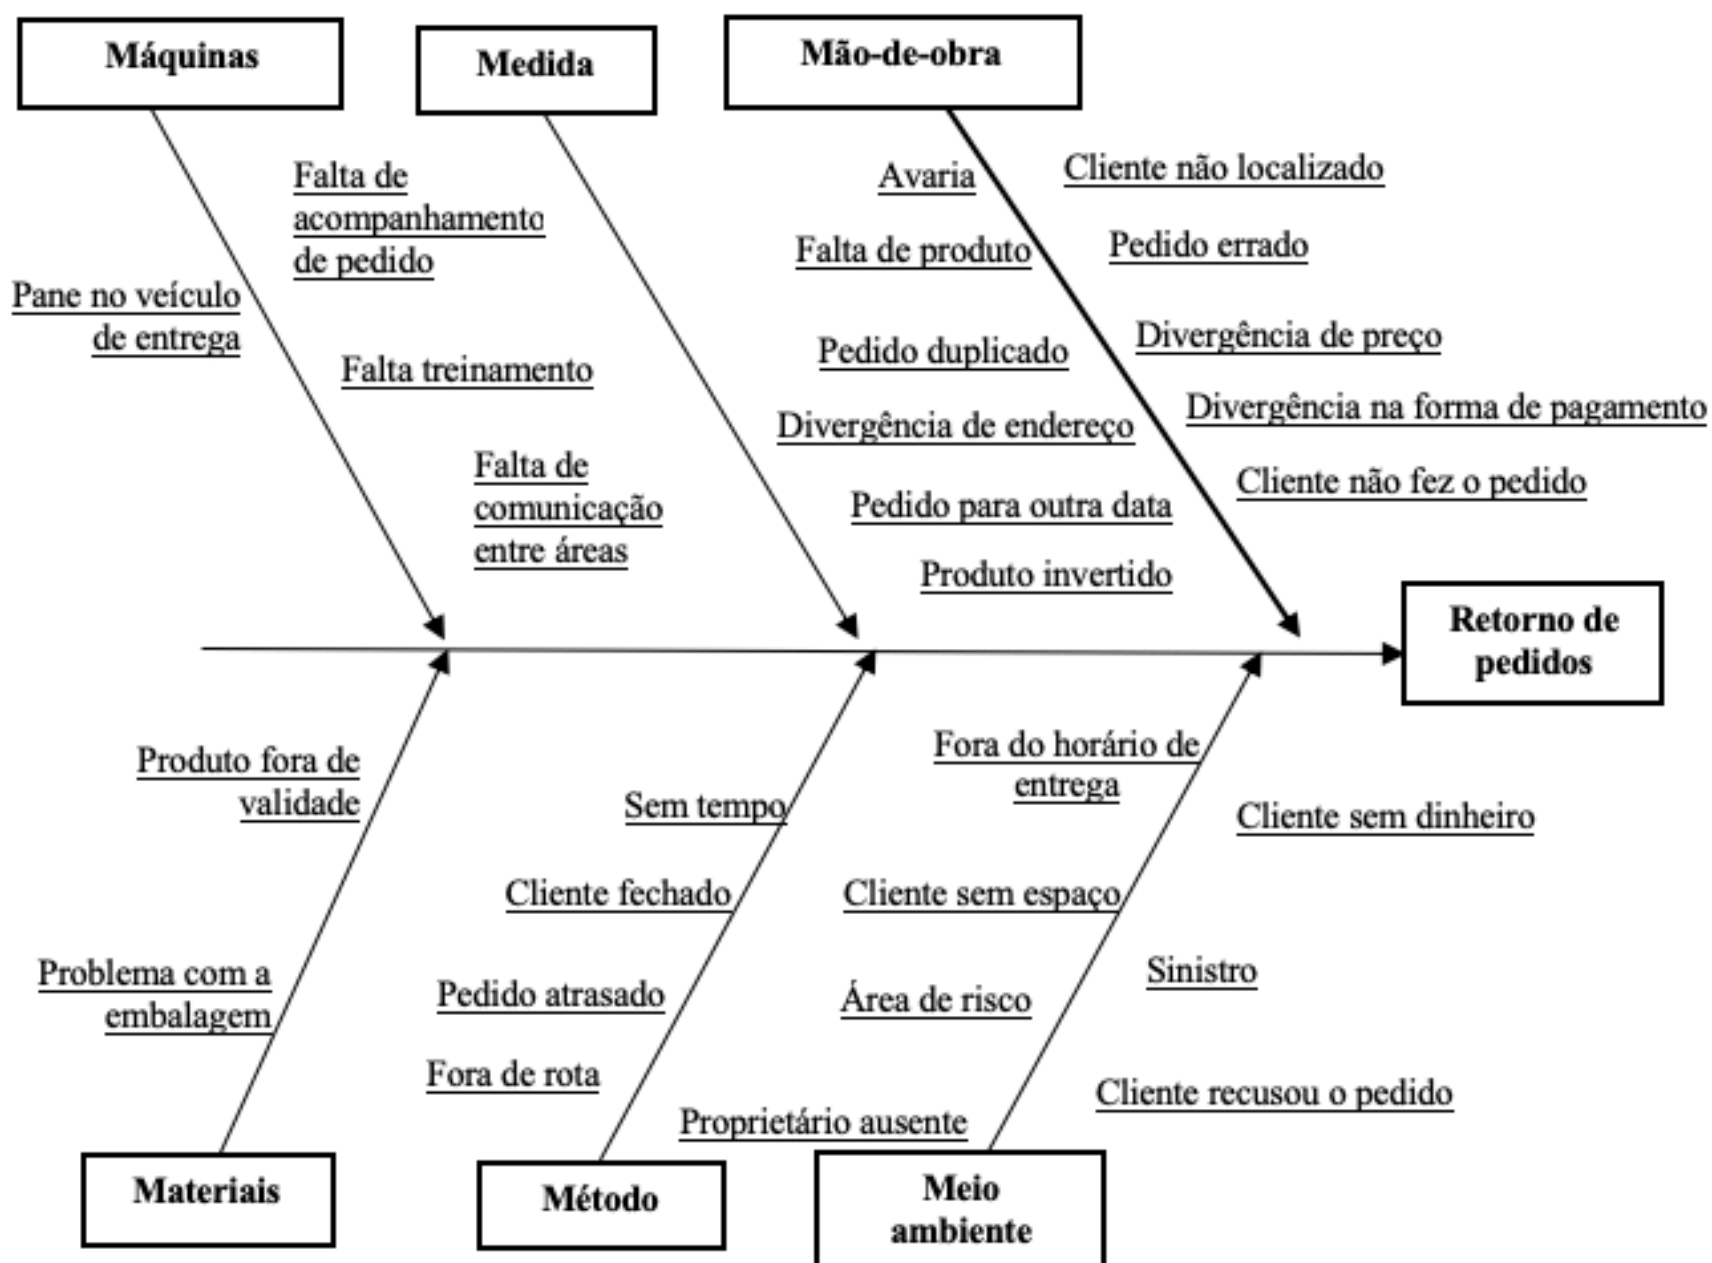 Máquinas
Medida
Mão-de-obra
Falta de
acompanhamento
de pedido
Avaria
Cliente não localizado
Falta de produto
Pedido errado
Pane no veículo
de entrega
Falta treinamento
Pedido duplicado
Divergência de preço
Divergência de endereço
Divergência na forma de pagamento
Falta de
comunicação
entre áreas
Cliente não fez o pedido
Pedido para outra data
Produto invertido
Retorno de
pedidos
Produto fora de
validade
Sem tempo
Fora do horário de
entrega
Cliente sem dinheiro
Cliente fechado
Cliente sem espaço
Problema com a
embalagem
Pedido atrasado
Área de risco
Sinistro
Fora de rota
Proprietário ausente
Cliente recusou o pedido
Materiais
Método
Meio
ambiente